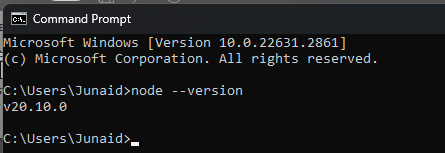 Command Prompt
Microsoft Windows [Version 10.0.22631.2861]
(c) Microsoft Corporation. All rights reserved.
C:\Users\Junaid>node --version
v20.10.0
C:\Users\Junaid>